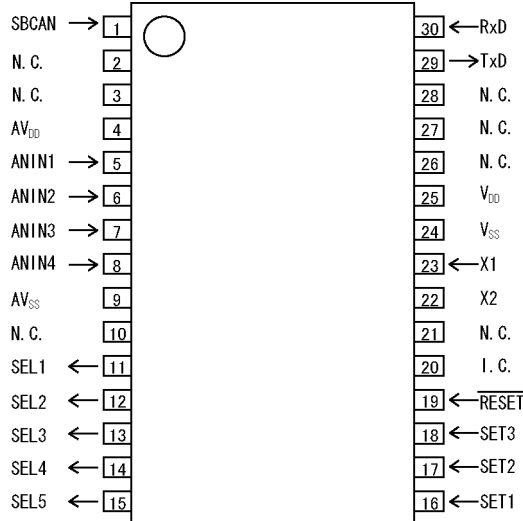 SBCAN 1 30 RxD
N.C. 2 29 TxD
N.C. 3 28 N.C.
AVDD 4 27 N.C.
ANIN1 5 26 N.C.
ANIN2 6 25 VDD
ANIN3 7 24 VSS
ANIN4 8 23 X1
AVSS 9 22 X2
N.C. 10 21 N.C.
SEL1 11 20 I.C.
SEL2 12 19 RESET
SEL3 13 18 SET3
SEL4 14 17 SET2
SEL5 15 16 SET1